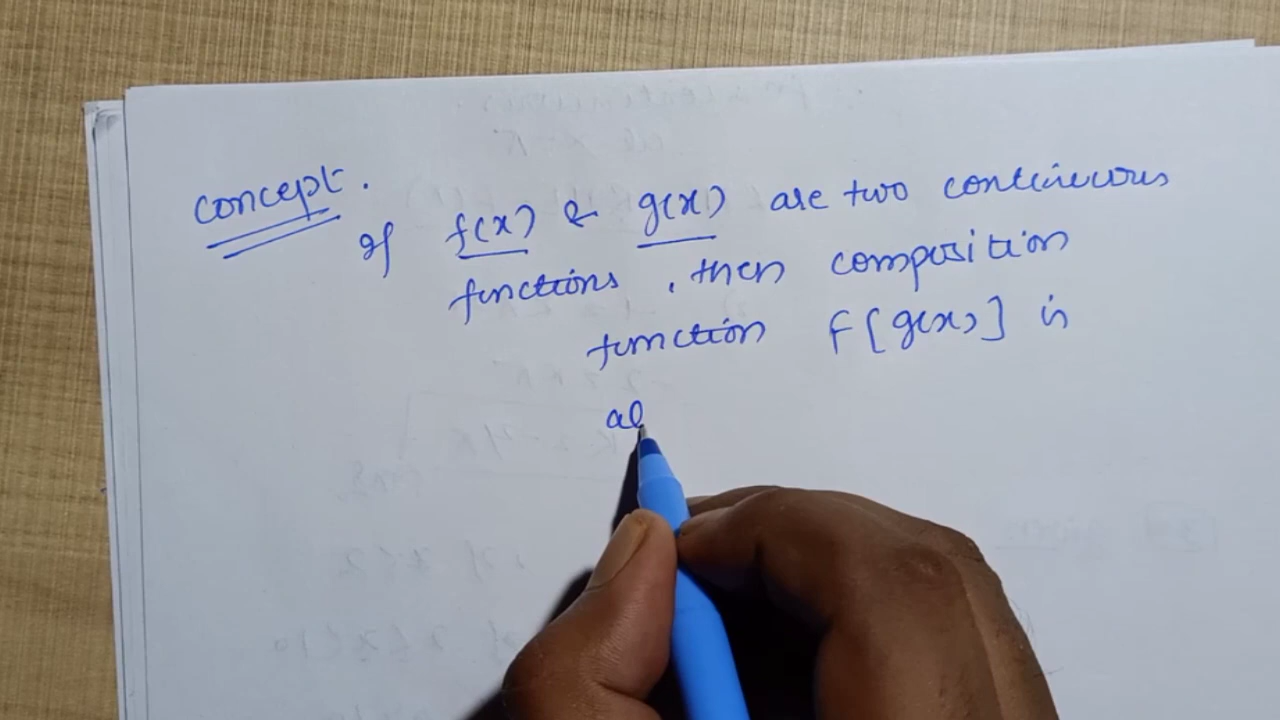 concept.
If f(x) & g(x) are two continuous
functions, then composition
function F[g(x)] is
al